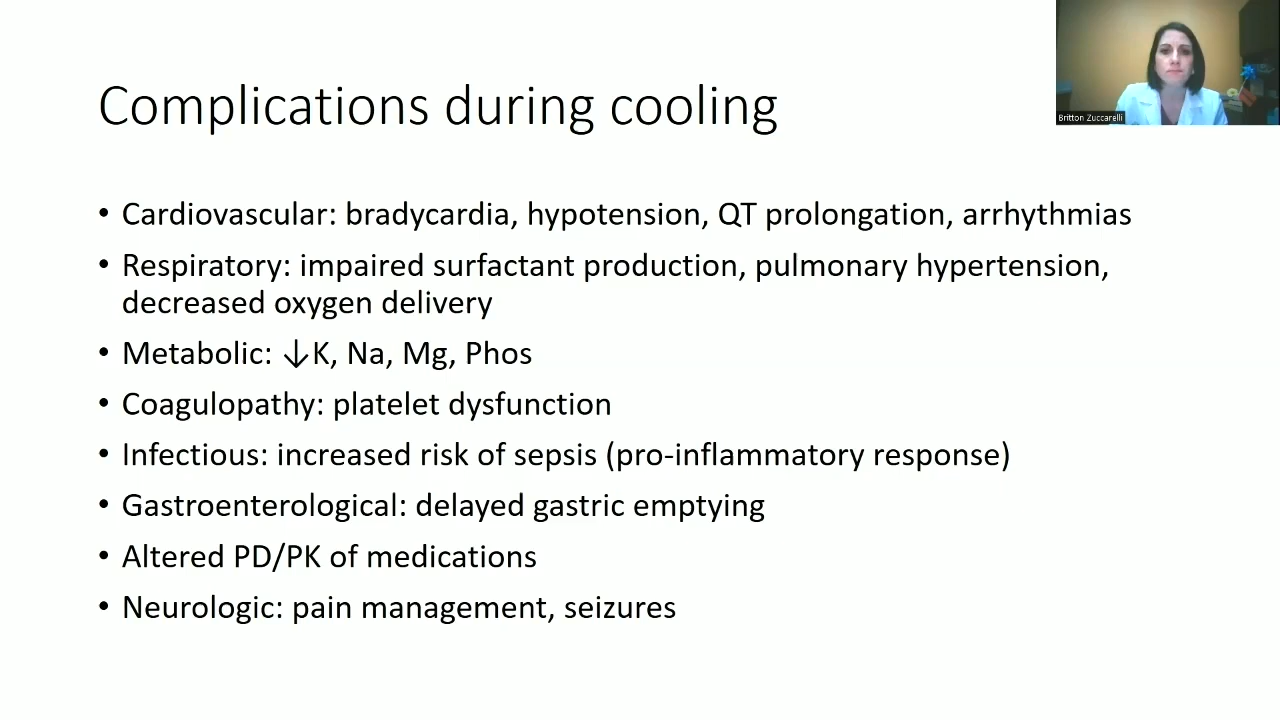 Complications during cooling
Britton Zuccarelli
• Cardiovascular: bradycardia, hypotension, QT prolongation, arrhythmias
• Respiratory: impaired surfactant production, pulmonary hypertension,
decreased oxygen delivery
• Metabolic: ↓K, Na, Mg, Phos
• Coagulopathy: platelet dysfunction
• Infectious: increased risk of sepsis (pro-inflammatory response)
• Gastroenterological: delayed gastric emptying
• Altered PD/PK of medications
• Neurologic: pain management, seizures